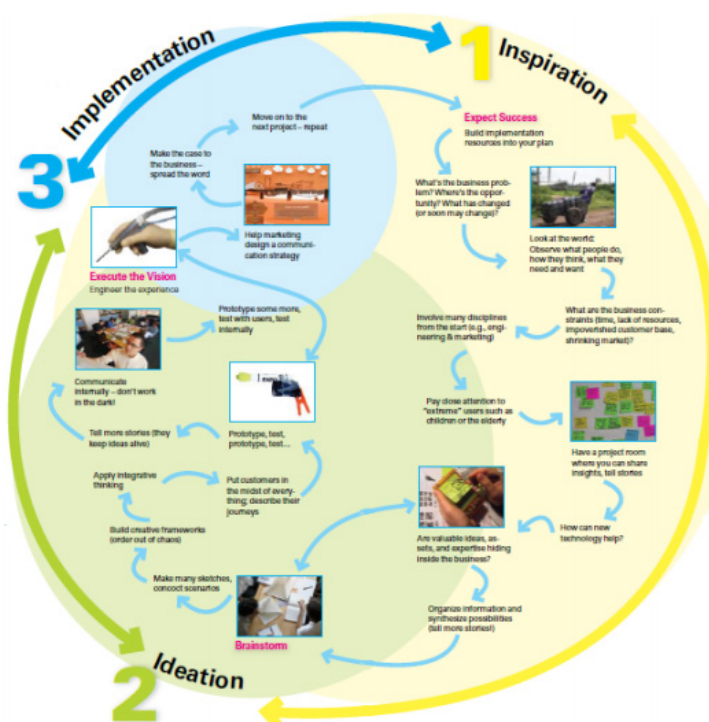 1
Inspiration
Expect Success
Build implementation
resources into your plan
What's the business prob-
lem? Where's the oppor-
tunity? What has changed
(or soon may change)?
Look at the world:
Observe what people do,
how they think, what they
need and want
What are the business con-
straints (time, lack of resources,
impoverished customer base,
shrinking market)?
Involve many disciplines
from the start (e.g., engi-
neering & marketing)
Pay close attention to
"extreme" users such as
children or the elderly
Have a project room
where you can share
insights, tell stories
How can new
technology help?
Are valuable ideas, as-
sets, and expertise hiding
inside the business?
Organize information and
synthesize possibilities
(tell more stories!)
2
Ideation
Brainstorm
Make many sketches,
concoct scenarios
Build creative frameworks
(order out of chaos)
Apply integrative
thinking
Put customers in
the midst of every-
thing; describe their
journeys
Prototype, test,
prototype, test...
Tell more stories (they
keep ideas alive)
Communicate
internally – don't work
in the dark!
Prototype some more,
test with users, test
internally
3
Implementation
Execute the Vision
Engineer the experience
Help marketing
design a communi-
cation strategy
Make the case to
the business –
spread the word
Move on to the
next project – repeat